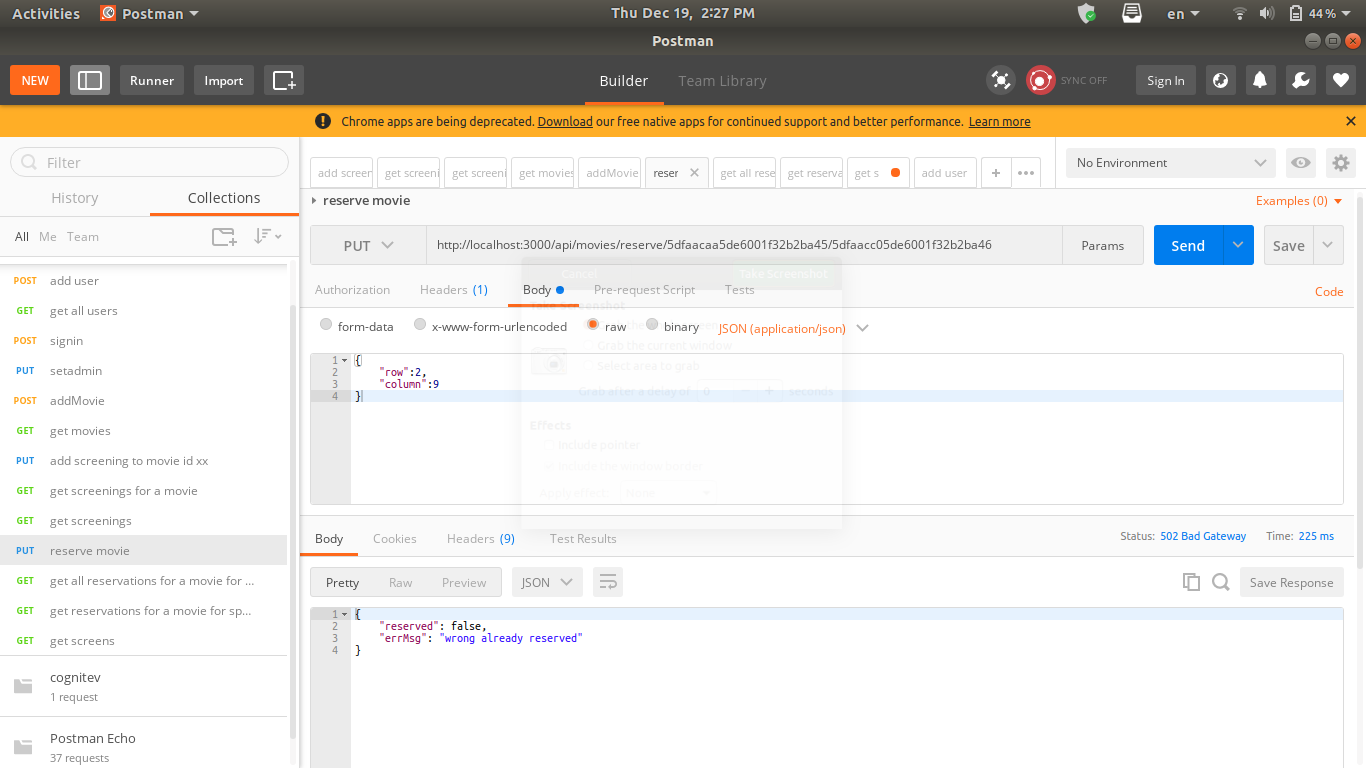 Activities Postman Thu Dec 19, 2:27 PM en 44 %
Postman
NEW Runner Import Builder Team Library SYNC OFF Sign In
Chrome apps are being deprecated. Download our free native apps for continued support and better performance. Learn more
Filter
History Collections
All Me Team
POST add user
GET get all users
POST signin
PUT setadmin
POST addMovie
GET get movies
PUT add screening to movie id xx
GET get screenings for a movie
GET get screenings
PUT reserve movie
GET get all reservations for a movie for ...
GET get reservations for a movie for sp...
GET get screens
cognitev
1 request
Postman Echo
37 requests
add screen get screeni get screeni get movies addMovie reser get all rese get reserva get s add user + No Environment
reserve movie Examples (0)
PUT http://localhost:3000/api/movies/reserve/5dfaacaa5de6001f32b2ba45/5dfaacc05de6001f32b2ba46 Params Send Save
Cancel Take Screenshot
Authorization Headers (1) Body Pre-request Script Tests Code
Take Screenshot
form-data x-www-form-urlencoded raw binary JSON (application/json)
Grab the current window
Select area to grab
Grab after a delay of 0 + seconds
Effects
Include pointer
Include the window border
Apply effect: None
1 {
2 "row":2,
3 "column":9
4 }
Body Cookies Headers (9) Test Results Status: 502 Bad Gateway Time: 225 ms
Pretty Raw Preview JSON Save Response
1 {
2 "reserved": false,
3 "errMsg": "wrong already reserved"
4 }